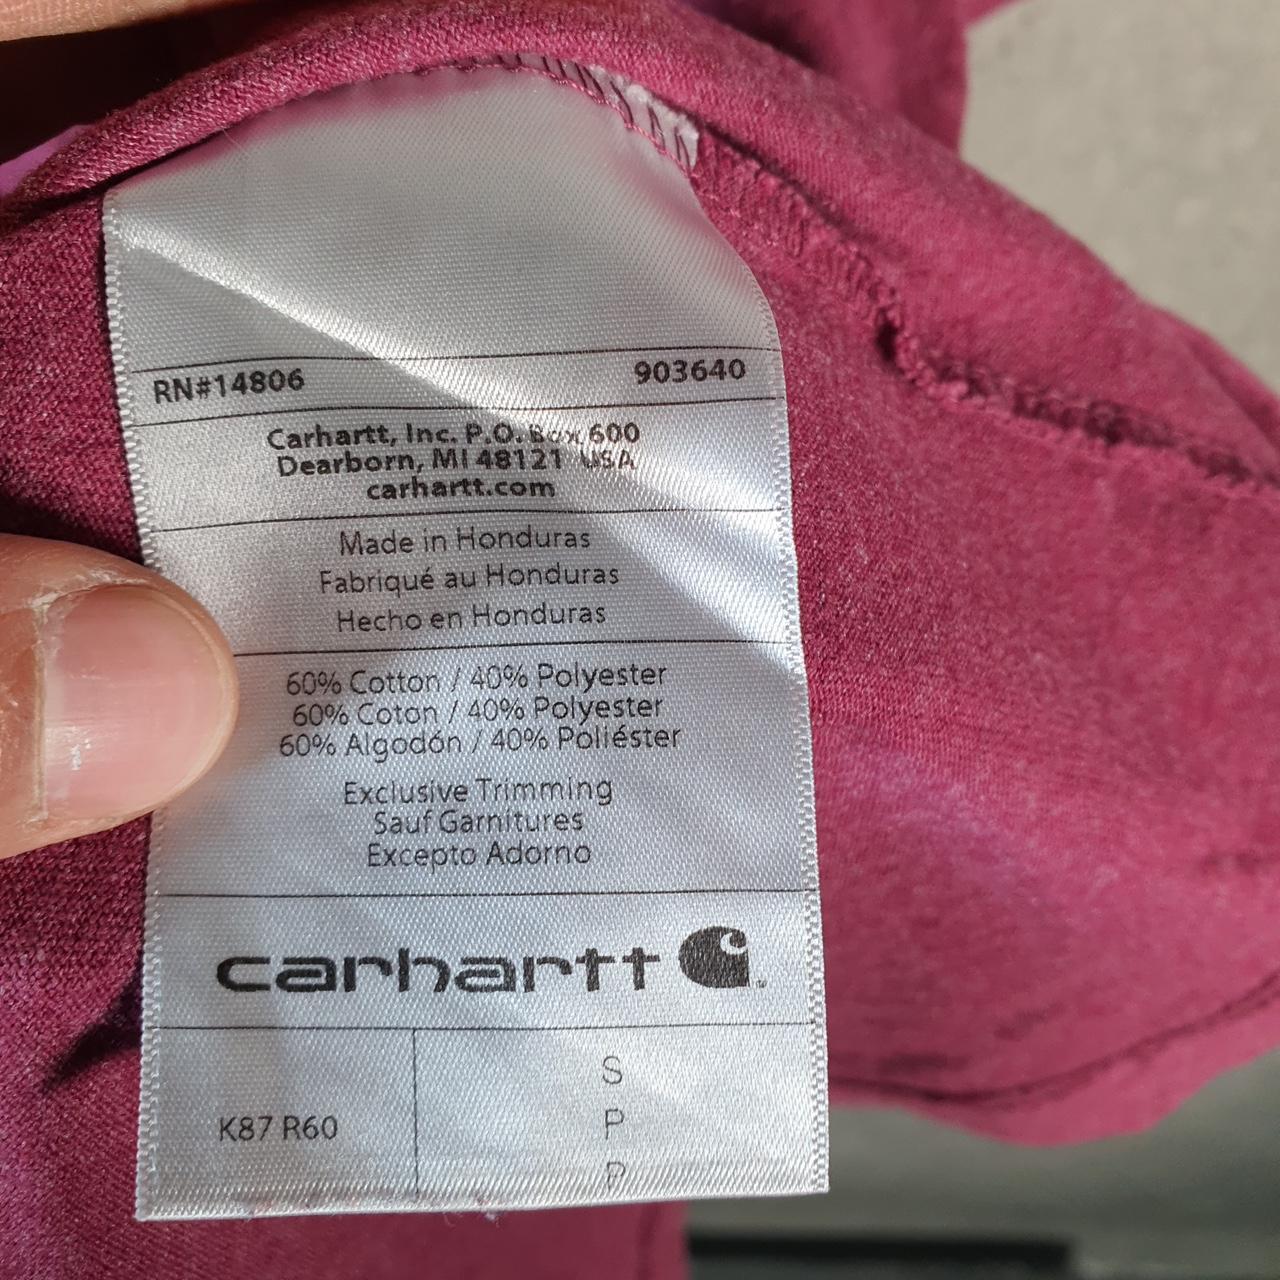 RN#14806 903640
Carhartt, Inc. P.O. Box 600
Dearborn, MI 48121 USA
carhartt.com
Made in Honduras
Fabriqué au Honduras
Hecho en Honduras
60% Cotton / 40% Polyester
60% Coton / 40% Polyester
60% Algodón / 40% Poliéster
Exclusive Trimming
Sauf Garnitures
Excepto Adorno
carhartt
K87 R60
S
P
P